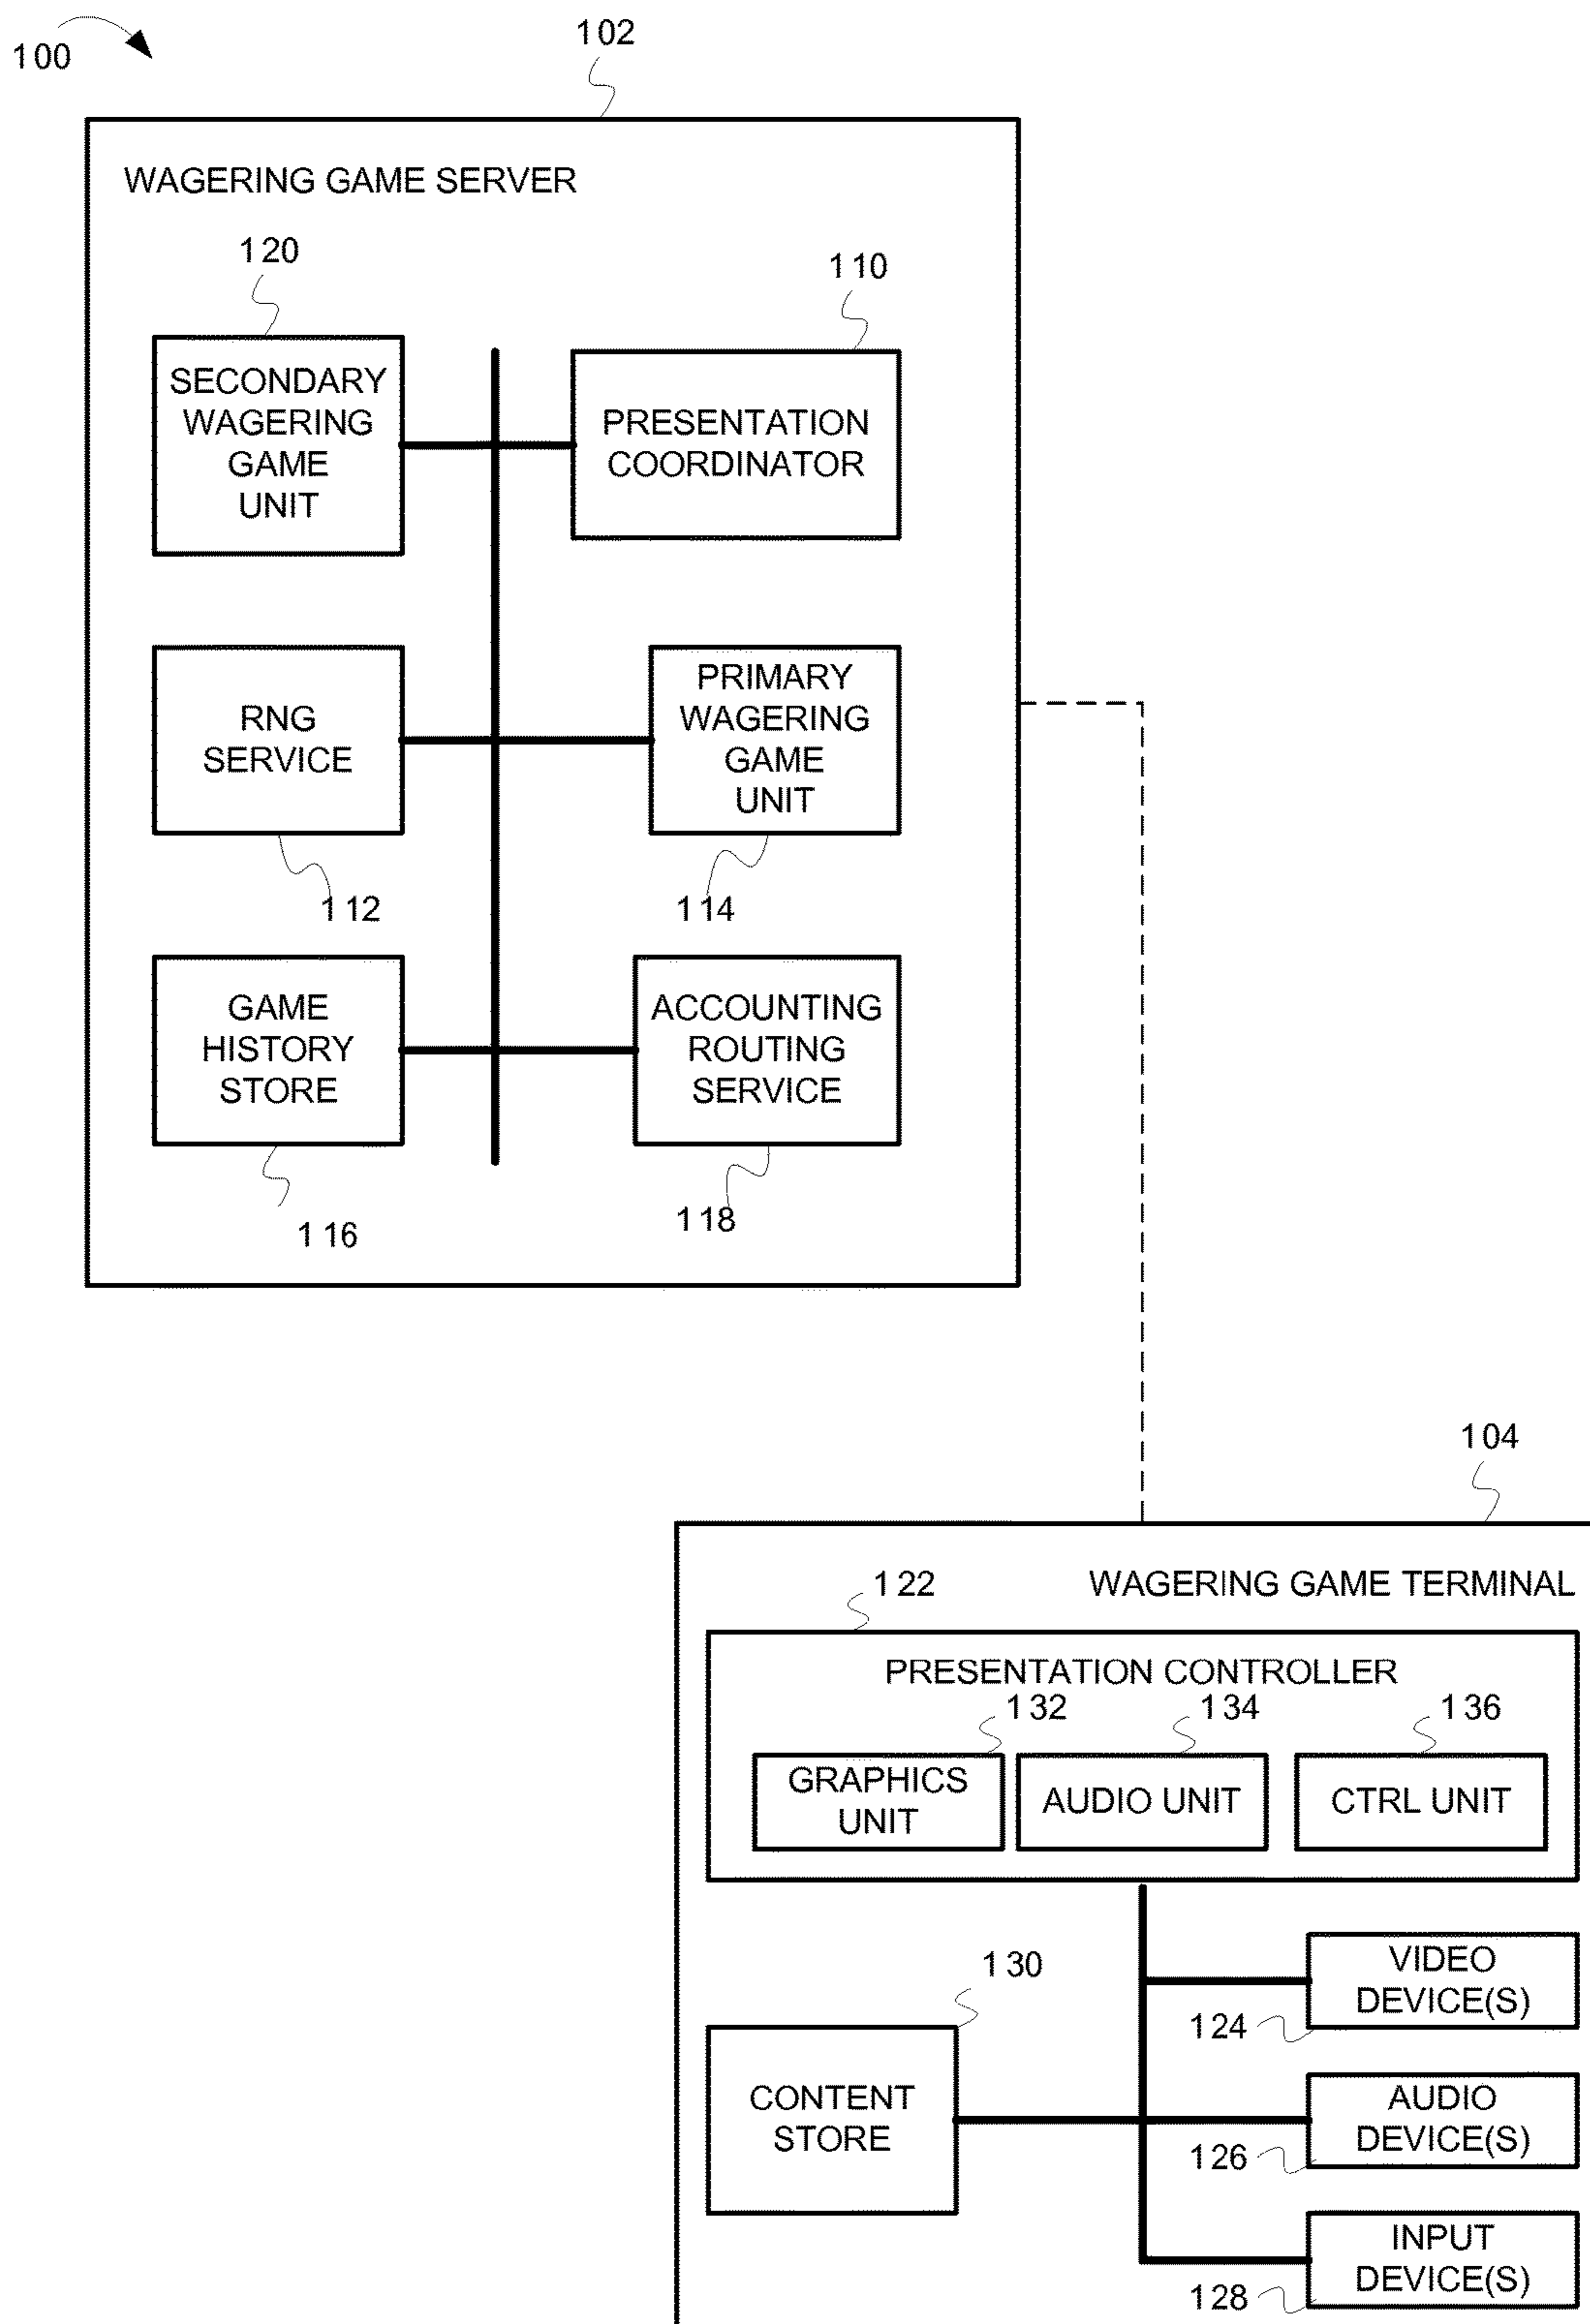 100
102
WAGERING GAME SERVER
120
110
SECONDARY
WAGERING
GAME
UNIT
PRESENTATION
COORDINATOR
RNG
SERVICE
PRIMARY
WAGERING
GAME
UNIT
112
114
GAME
HISTORY
STORE
ACCOUNTING
ROUTING
SERVICE
116
118
104
WAGERING GAME TERMINAL
122
PRESENTATION CONTROLLER
132
134
136
GRAPHICS
UNIT
AUDIO UNIT
CTRL UNIT
130
CONTENT
STORE
VIDEO
DEVICE(S)
124
AUDIO
DEVICE(S)
126
INPUT
DEVICE(S)
128